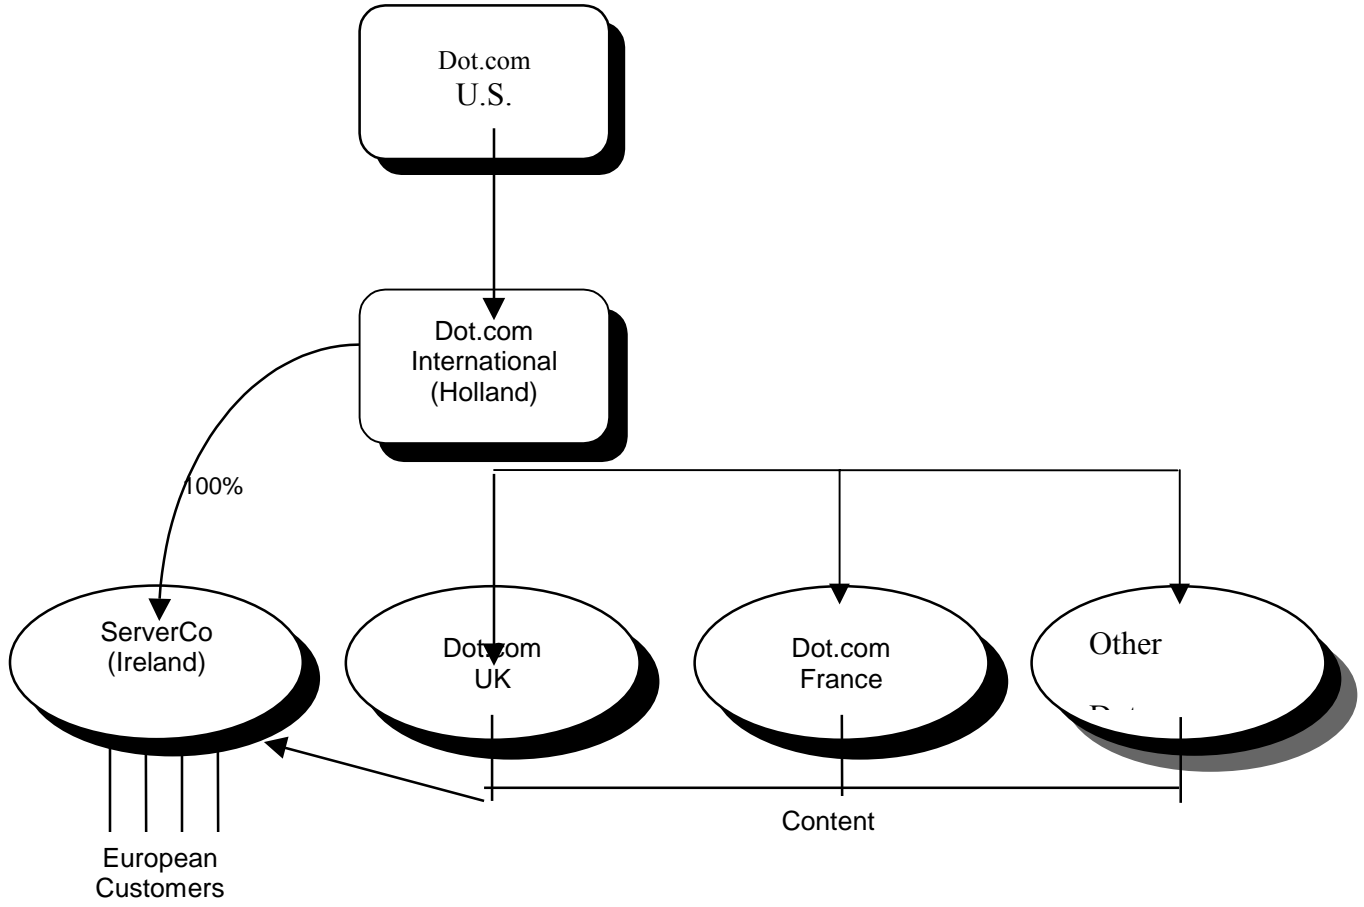 Dot.com
U.S.
Dot.com
International
(Holland)
100%
ServerCo
(Ireland)
Dot.com
UK
Dot.com
France
Other
Content
European
Customers